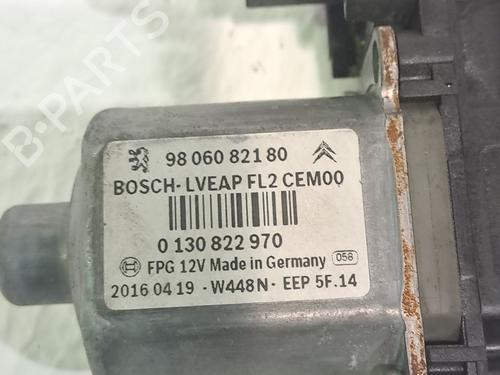 98 060 821 80
BOSCH-LVEAP FL2 CEM00
0 130 822 970
FPG 12V Made in Germany 058
2016 04 19 - W448N - EEP 5F.14
B-PARTS